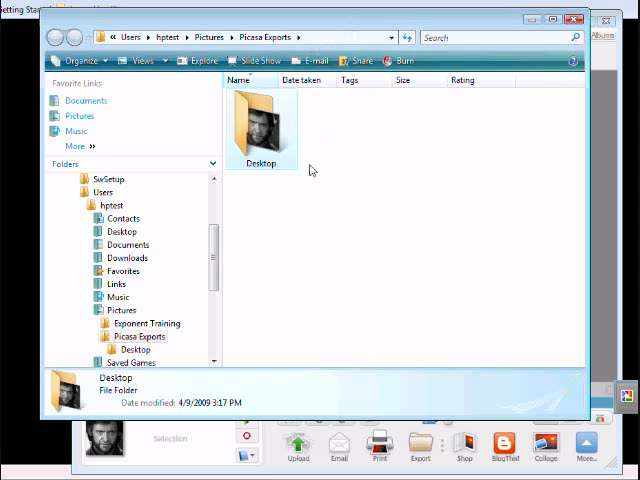 etting Star
« Users ▸ hptest ▸ Pictures ▸ Picasa Exports ▸
Search
Albums
Organize Views Explore Slide Show E-mail Share Burn
Favorite Links
Name Date taken Tags Size Rating
Documents
Pictures
Music
More »
Desktop
Folders
SwSetup
Users
hptest
Contacts
Desktop
Documents
Downloads
Favorites
Links
Music
Pictures
Exponent Training
Picasa Exports
Desktop
Saved Games
Desktop
File Folder
Date modified: 4/9/2009 3:17 PM
Selection
Upload Email Print Export Shop BlogThis! Collage More...